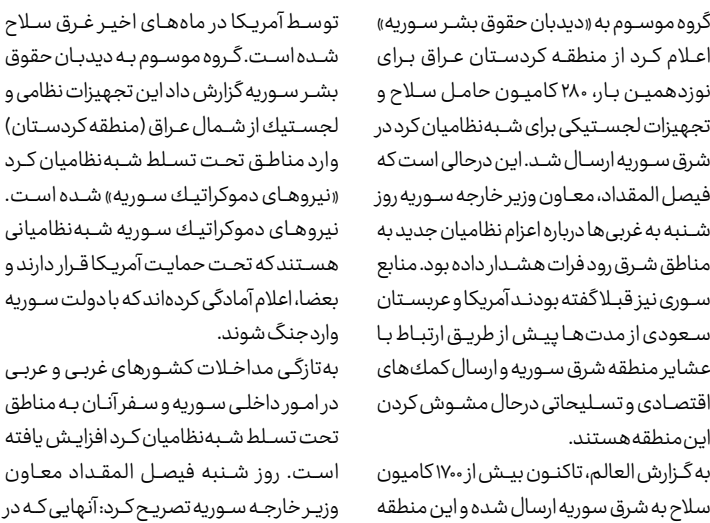 گروه موسوم به «دیدبان حقوق بشر سوریه»
اعلام کرد از منطقه کردستان عراق برای
نوزدهمین بار، ۲۸۰ کامیون حامل سلاح و
تجهیزات لجستیکی برای شبه‌نظامیان کرد در
شرق سوریه ارسال شد. این درحالی است که
فیصل المقداد، معاون وزیر خارجه سوریه روز
شنبه به غربی‌ها درباره اعزام نظامیان جدید به
مناطق شرق رود فرات هشدار داده بود. منابع
سوری نیز قبلا گفته بودند آمریکا و عربستان
سعودی از مدت‌ها پیش از طریق ارتباط با
عشایر منطقه شرق سوریه و ارسال کمك‌های
اقتصادی و تسلیحاتی درحال مشوش کردن
این منطقه هستند.
به گزارش العالم، تاکنون بیش از ۱۷۰۰ کامیون
سلاح به شرق سوریه ارسال شده و این منطقه
توسط آمریکا در ماه‌های اخیر غرق سلاح
شده است. گروه موسوم به دیدبان حقوق
بشر سوریه گزارش داد این تجهیزات نظامی و
لجستیك از شمال عراق (منطقه کردستان)
وارد مناطق تحت تسلط شبه‌نظامیان کرد
«نیروهای دموکراتیك سوریه» شده است.
نیروهای دموکراتیك سوریه شبه‌نظامیانی
هستند که تحت حمایت آمریکا قرار دارند و
بعضا، اعلام آمادگی کرده‌اند که با دولت سوریه
وارد جنگ شوند.
به‌تازگی مداخلات کشورهای غربی و عربی
در امور داخلی سوریه و سفر آنان به مناطق
تحت تسلط شبه‌نظامیان کرد افزایش یافته
است. روز شنبه فیصل المقداد معاون
وزیر خارجه سوریه تصریح کرد: آنهایی که در